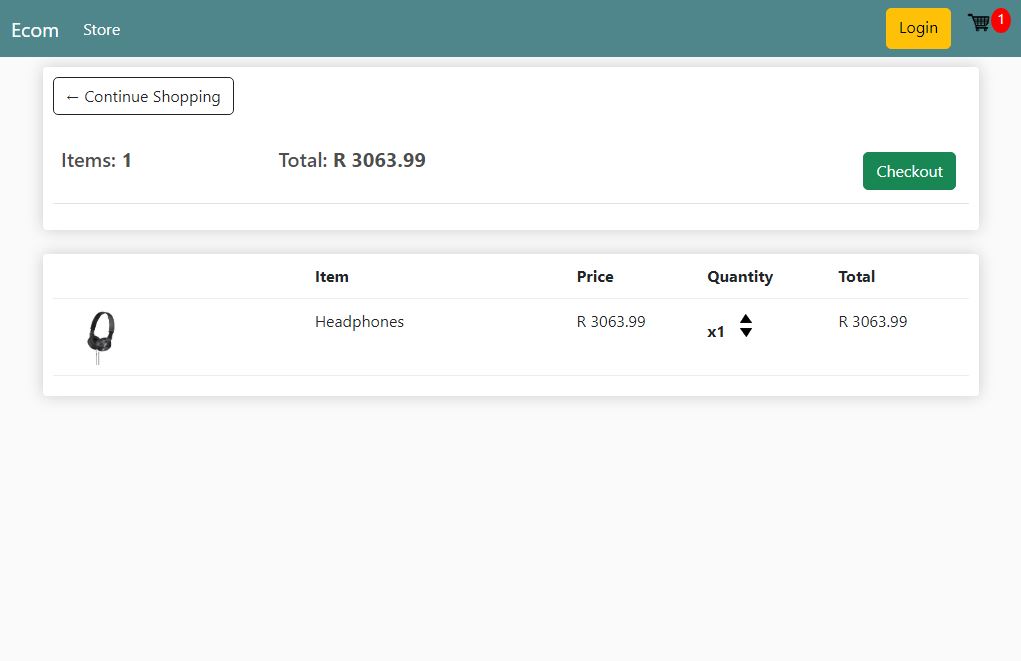 Ecom Store Login 1
← Continue Shopping
Items: 1 Total: R 3063.99
Checkout
Item Price Quantity Total
Headphones R 3063.99 x1 R 3063.99